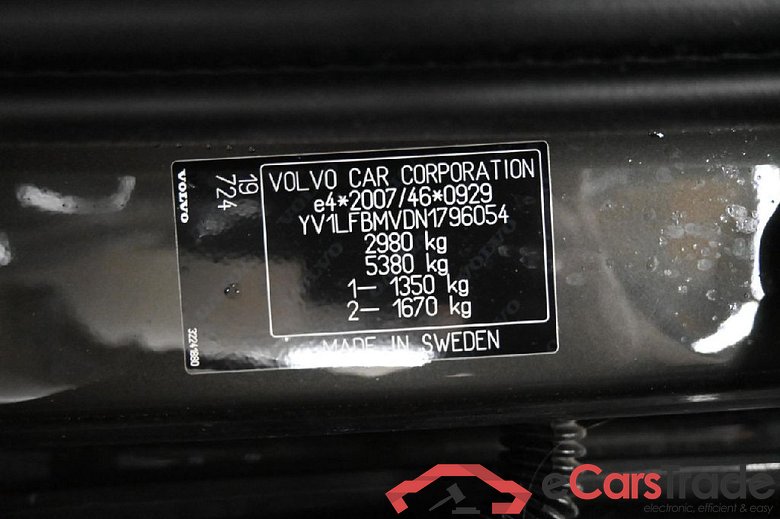 VOLVO
19
724
VOLVO CAR CORPORATION
e4*2007/46*0929
YV1LFBMVDN1796054
2980 kg
5380 kg
1– 1350 kg
2– 1670 kg
MADE IN SWEDEN
eCarstrade
electronic, efficient & easy